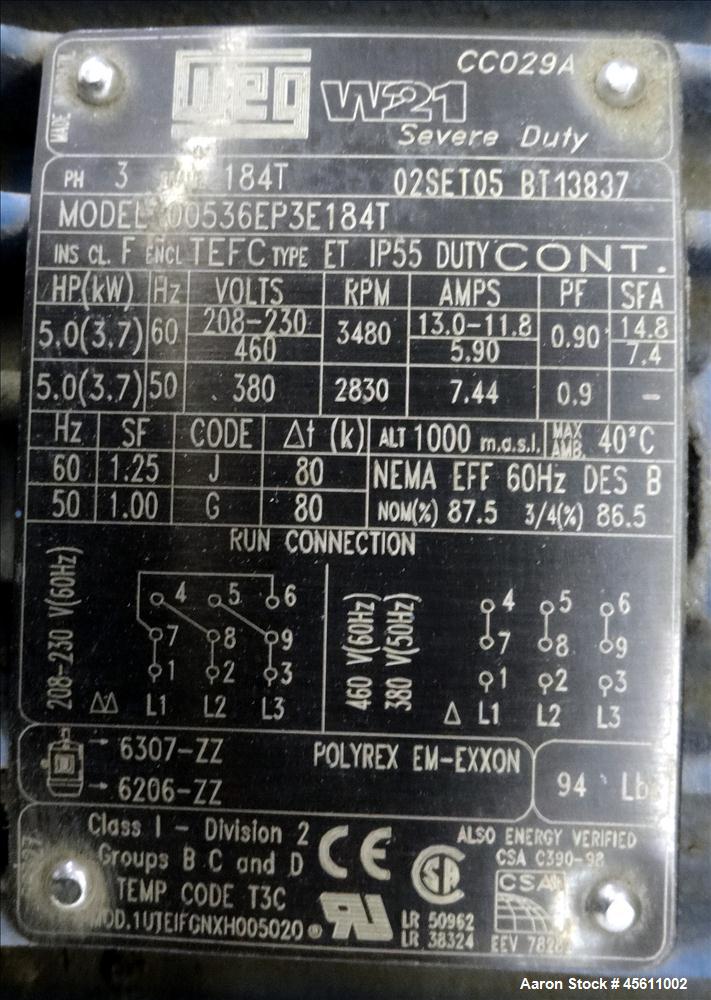 weg W21 CC029A
Severe Duty
MADE
PH 3 184T 02SET05 BT13837
MODEL 00536EP3E184T
INS CL. F ENCL TEFC TYPE ET IP55 DUTY CONT.
HP(kW) Hz VOLTS RPM AMPS PF SFA
5.0(3.7) 60 208-230 460 3480 13.0-11.8 5.90 0.90 14.8 7.4
5.0(3.7) 50 380 2830 7.44 0.9 -
Hz SF CODE Δt (k) ALT 1000 m.a.s.l. MAX AMB. 40°C
60 1.25 J 80 NEMA EFF 60Hz DES B
50 1.00 G 80 NOM(%) 87.5 3/4(%) 86.5
RUN CONNECTION
208-230 V(60Hz)
4 5 6
7 8 9
1 2 3
ΔΔ L1 L2 L3
460 V(60Hz)
380 V(50Hz)
4 5 6
7 8 9
1 2 3
Δ L1 L2 L3
→ 6307-ZZ POLYREX EM-EXXON
→ 6206-ZZ 94 Lb
Class I - Division 2
Groups B C and D
TEMP CODE T3C
MOD.1UTEIFGNXH005020 ®
CE
LR 50962
LR 38324
ALSO ENERGY VERIFIED
CSA C390-98
CSA
EEV
Aaron Stock # 45611002